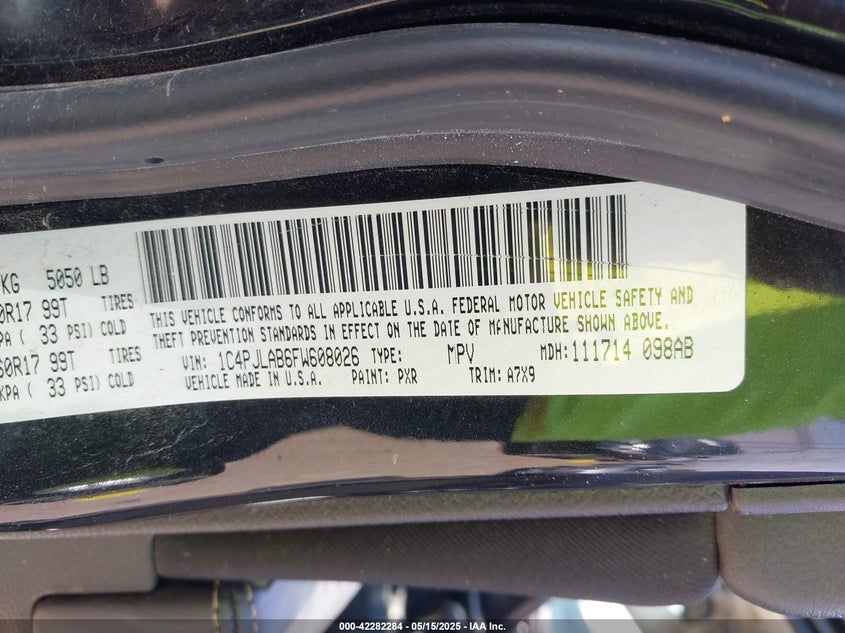 KG 5050 LB
0R17 99T TIRES
KPA ( 33 PSI) COLD
60R17 99T TIRES
KPA ( 33 PSI) COLD
THIS VEHICLE CONFORMS TO ALL APPLICABLE U.S.A. FEDERAL MOTOR VEHICLE SAFETY AND
THEFT PREVENTION STANDARDS IN EFFECT ON THE DATE OF MANUFACTURE SHOWN ABOVE.
VIN: 1C4PJLAB6FW608026 TYPE: MPV MDH: 111714 098AB
VEHICLE MADE IN U.S.A. PAINT: PXR TRIM: A7X9
000-42282284 - 05/15/2025 - IAA Inc.